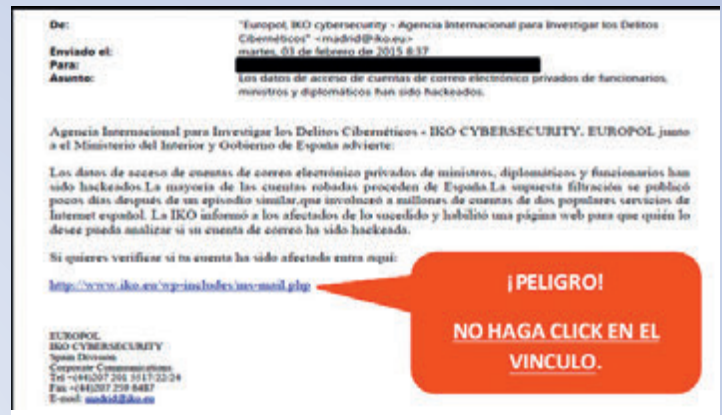 De: "Europol, IKO cybersecurity - Agencia Internacional para Investigar los Delitos
Cibernéticos" <madrid@iko.eu>
Enviado el: martes, 03 de febrero de 2015 8:37
Para:
Asunto: Los datos de acceso de cuentas de correo electrónico privados de funcionarios,
ministros y diplomáticos han sido hackeados.
Agencia Internacional para Investigar los Delitos Cibernéticos - IKO CYBERSECURITY. EUROPOL junto
a el Ministerio del Interior y Gobierno de España advierte:
Los datos de acceso de cuentas de correo electrónico privados de ministros, diplomáticos y funcionarios han
sido hackeados.La mayoría de las cuentas robadas proceden de España.La supuesta filtración se publicó
pocos días después de un episodio similar,que involucró a millones de cuentas de dos populares servicios de
Internet español. La IKO informó a los afectados de lo sucedido y habilitó una página web para que quién lo
desee pueda analizar si su cuenta de correo ha sido hackeada.
Si quieres verificar si tu cuenta ha sido afectada entra aquí:
http://www.iko.eu/wp-includes/ms-mail.php
¡PELIGRO!
NO HAGA CLICK EN EL
VINCULO.
EUROPOL
IKO CYBERSECURITY
Spain Division
Corporate Communications
Tel +(44)207 201 5517/22/24
Fax +(44)207 259 6487
E-mail: madrid@iko.eu